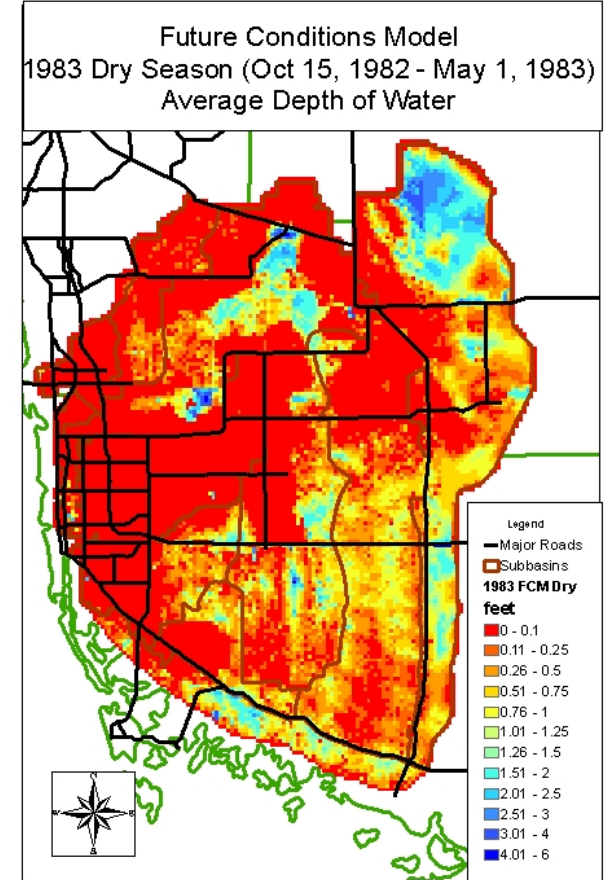 Future Conditions Model
1983 Dry Season (Oct 15, 1982 - May 1, 1983)
Average Depth of Water
Legend
Major Roads
Subbasins
1983 FCM Dry
feet
0 - 0.1
0.11 - 0.25
0.26 - 0.5
0.51 - 0.75
0.76 - 1
1.01 - 1.25
1.26 - 1.5
1.51 - 2
2.01 - 2.5
2.51 - 3
3.01 - 4
4.01 - 6